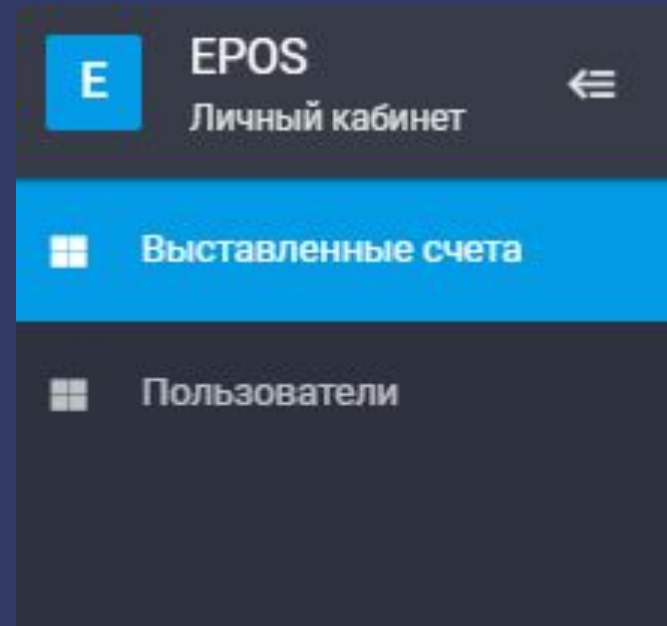 E
EPOS
Личный кабинет
Выставленные счета
Пользователи